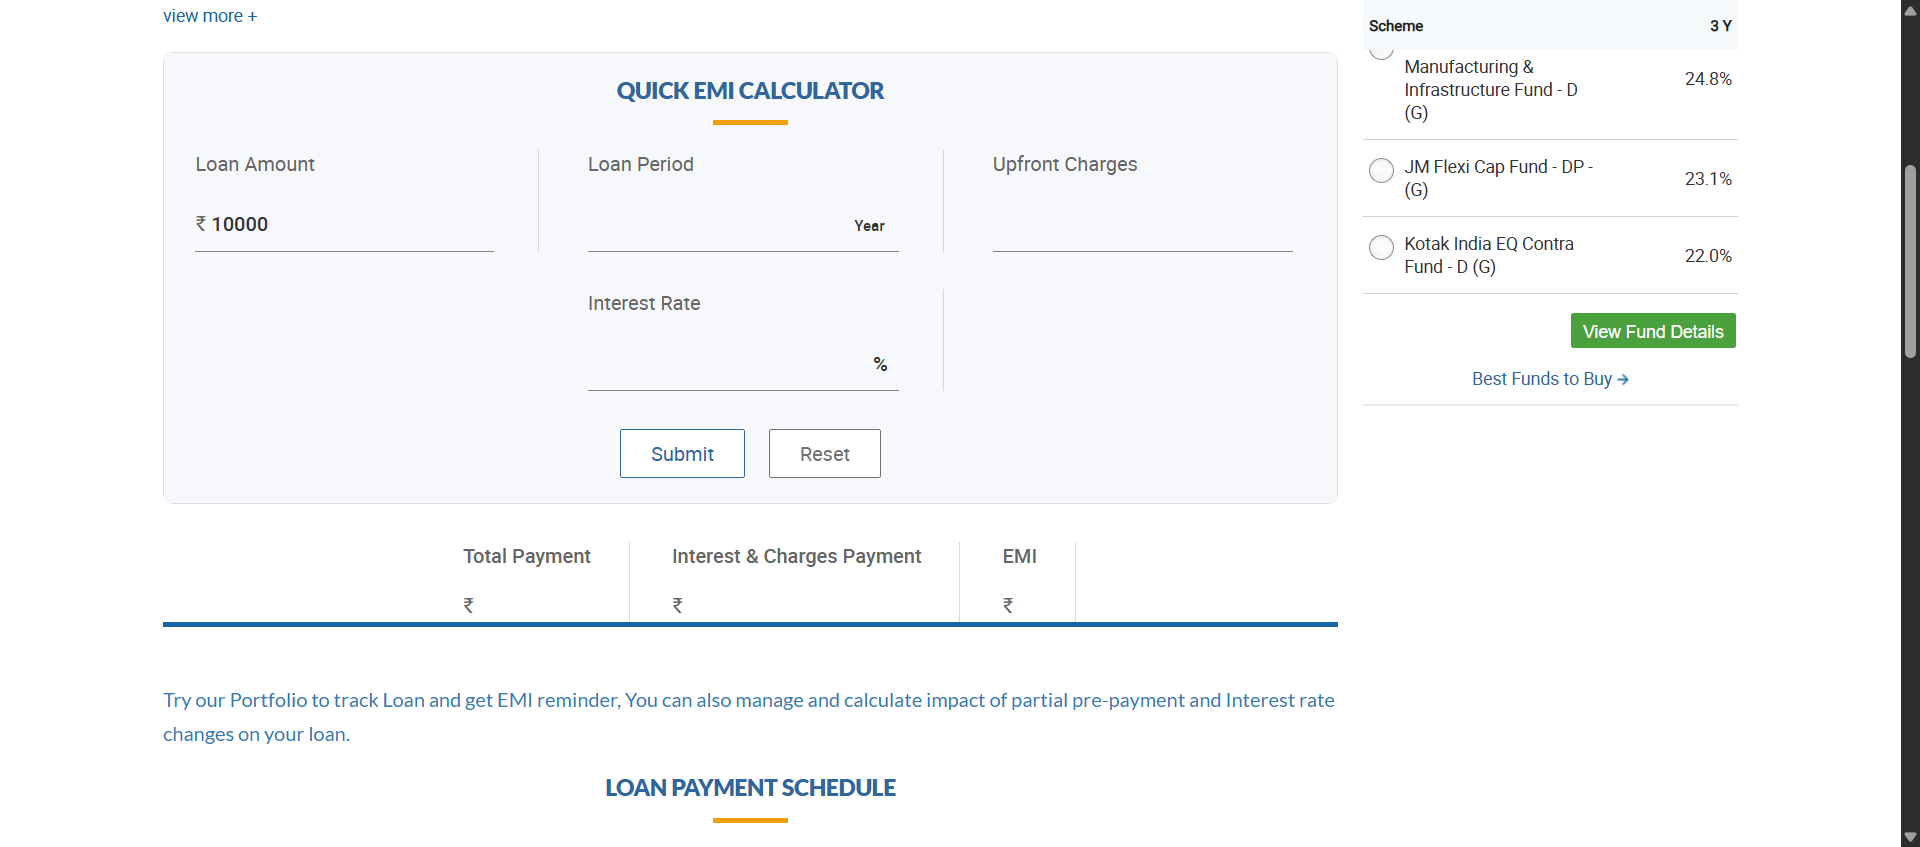 view more +
QUICK EMI CALCULATOR
Loan Amount
₹ 10000
Loan Period
Year
Upfront Charges
Interest Rate
%
Submit
Reset
Total Payment
₹
Interest & Charges Payment
₹
EMI
₹
Try our Portfolio to track Loan and get EMI reminder, You can also manage and calculate impact of partial pre-payment and Interest rate
changes on your loan.
LOAN PAYMENT SCHEDULE
Scheme 3 Y
Manufacturing &
Infrastructure Fund - D
(G)
24.8%
JM Flexi Cap Fund - DP -
(G)
23.1%
Kotak India EQ Contra
Fund - D (G)
22.0%
View Fund Details
Best Funds to Buy →